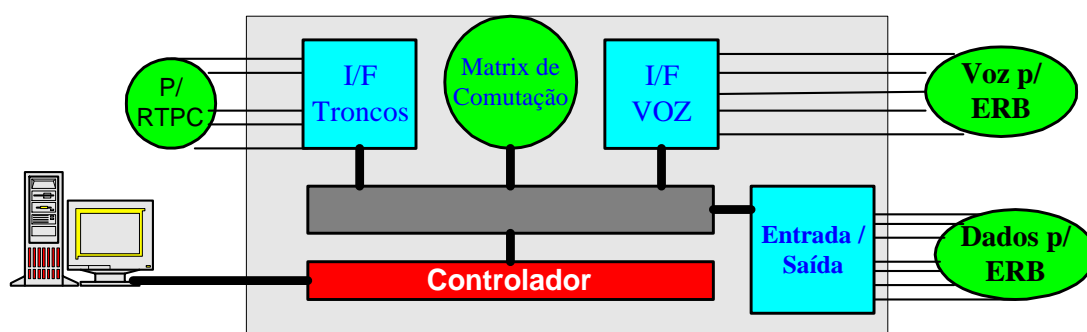 P/
RTPC
I/F
Troncos
Matrix de
Comutação
I/F
VOZ
Voz p/
ERB
Entrada /
Saída
Dados p/
ERB
Controlador